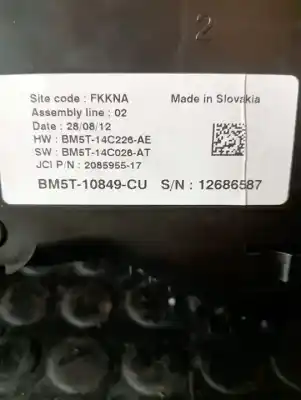 2
Site code : FKKNA Made in Slovakia
Assembly line : 02
Date : 28/08/12
HW : BM5T-14C226-AE
SW : BM5T-14C026-AT
JCI P/N : 2085955-17
BM5T-10849-CU S/N : 12686587